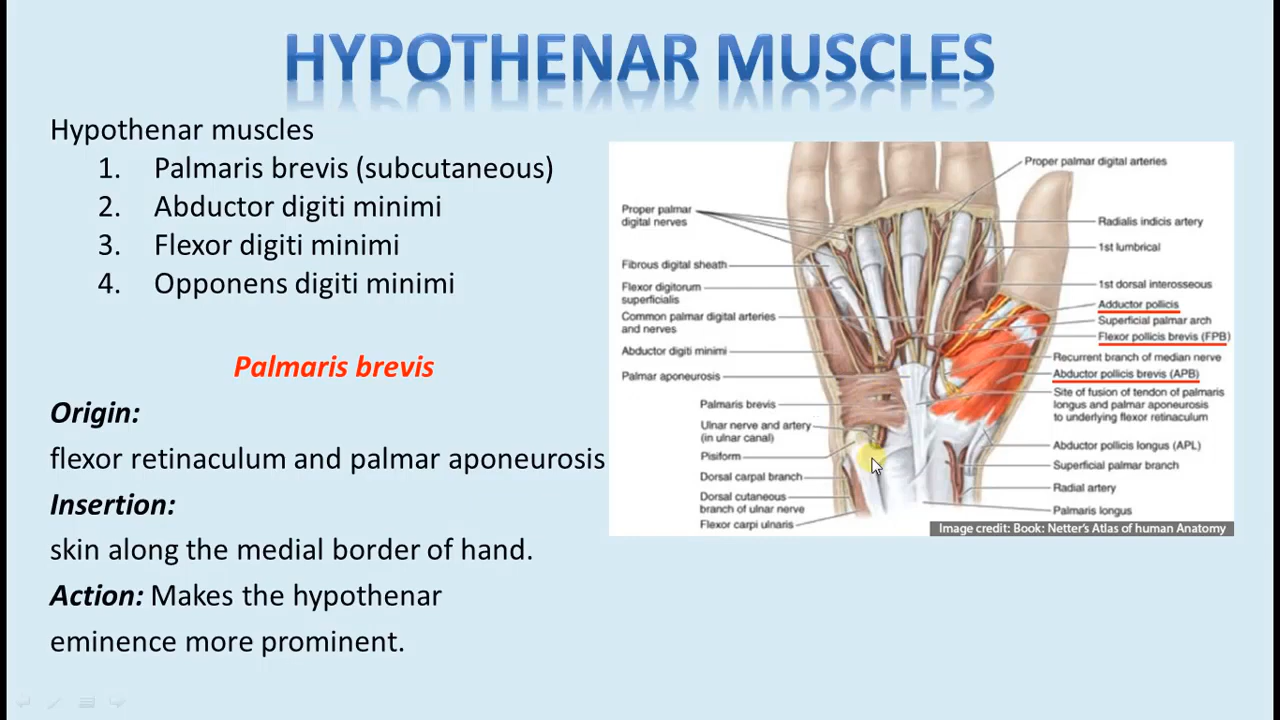 HYPOTHENAR MUSCLES
Hypothenar muscles
1. Palmaris brevis (subcutaneous)
2. Abductor digiti minimi
3. Flexor digiti minimi
4. Opponens digiti minimi
Palmaris brevis
Origin:
flexor retinaculum and palmar aponeurosis
Insertion:
skin along the medial border of hand.
Action: Makes the hypothenar
eminence more prominent.
Proper palmar
digital nerves
Fibrous digital sheath
Flexor digitorum
superficialis
Common palmar digital arteries
and nerves
Abductor digiti minimi
Palmar aponeurosis
Palmaris brevis
Ulnar nerve and artery
(in ulnar canal)
Pisiform
Dorsal carpal branch
Dorsal cutaneous
branch of ulnar nerve
Flexor carpi ulnaris
Proper palmar digital arteries
Radialis indicis artery
1st lumbrical
1st dorsal interosseous
Adductor pollicis
Superficial palmar arch
Flexor pollicis brevis (FPB)
Recurrent branch of median nerve
Abductor pollicis brevis (APB)
Site of fusion of tendon of palmaris
longus and palmar aponeurosis
to underlying flexor retinaculum
Abductor pollicis longus (APL)
Superficial palmar branch
Radial artery
Palmaris longus
Image credit: Book: Netter's Atlas of human Anatomy